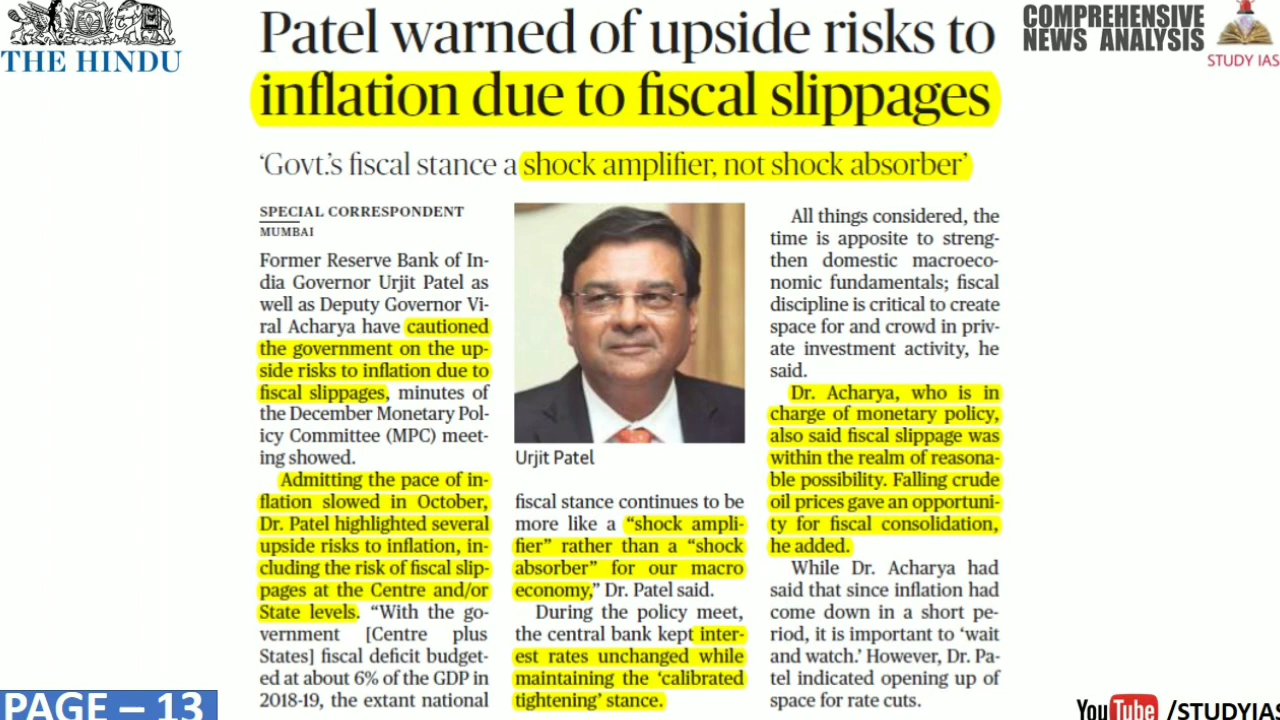 THE HINDU
Patel warned of upside risks to
inflation due to fiscal slippages
'Govt.'s fiscal stance a shock amplifier, not shock absorber'
COMPREHENSIVE
NEWS ANALYSIS
STUDY IAS
SPECIAL CORRESPONDENT
MUMBAI
Former Reserve Bank of In-
dia Governor Urjit Patel as
well as Deputy Governor Vi-
ral Acharya have cautioned
the government on the up-
side risks to inflation due to
fiscal slippages, minutes of
the December Monetary Pol-
icy Committee (MPC) meet-
ing showed.
Admitting the pace of in-
flation slowed in October,
Dr. Patel highlighted several
upside risks to inflation, in-
cluding the risk of fiscal slip-
pages at the Centre and/or
State levels. "With the go-
vernment [Centre plus
States] fiscal deficit budget-
ed at about 6% of the GDP in
2018-19, the extant national
Urjit Patel
fiscal stance continues to be
more like a "shock ampli-
fier" rather than a "shock
absorber" for our macro
economy," Dr. Patel said.
During the policy meet,
the central bank kept inter-
est rates unchanged while
maintaining the 'calibrated
tightening' stance.
All things considered, the
time is apposite to streng-
then domestic macroeco-
nomic fundamentals; fiscal
discipline is critical to create
space for and crowd in priv-
ate investment activity, he
said.
Dr. Acharya, who is in
charge of monetary policy,
also said fiscal slippage was
within the realm of reasona-
ble possibility. Falling crude
oil prices gave an opportuni-
ty for fiscal consolidation,
he added.
While Dr. Acharya had
said that since inflation had
come down in a short pe-
riod, it is important to 'wait
and watch.' However, Dr. Pa-
tel indicated opening up of
space for rate cuts.
PAGE – 13
YouTube /STUDYIAS